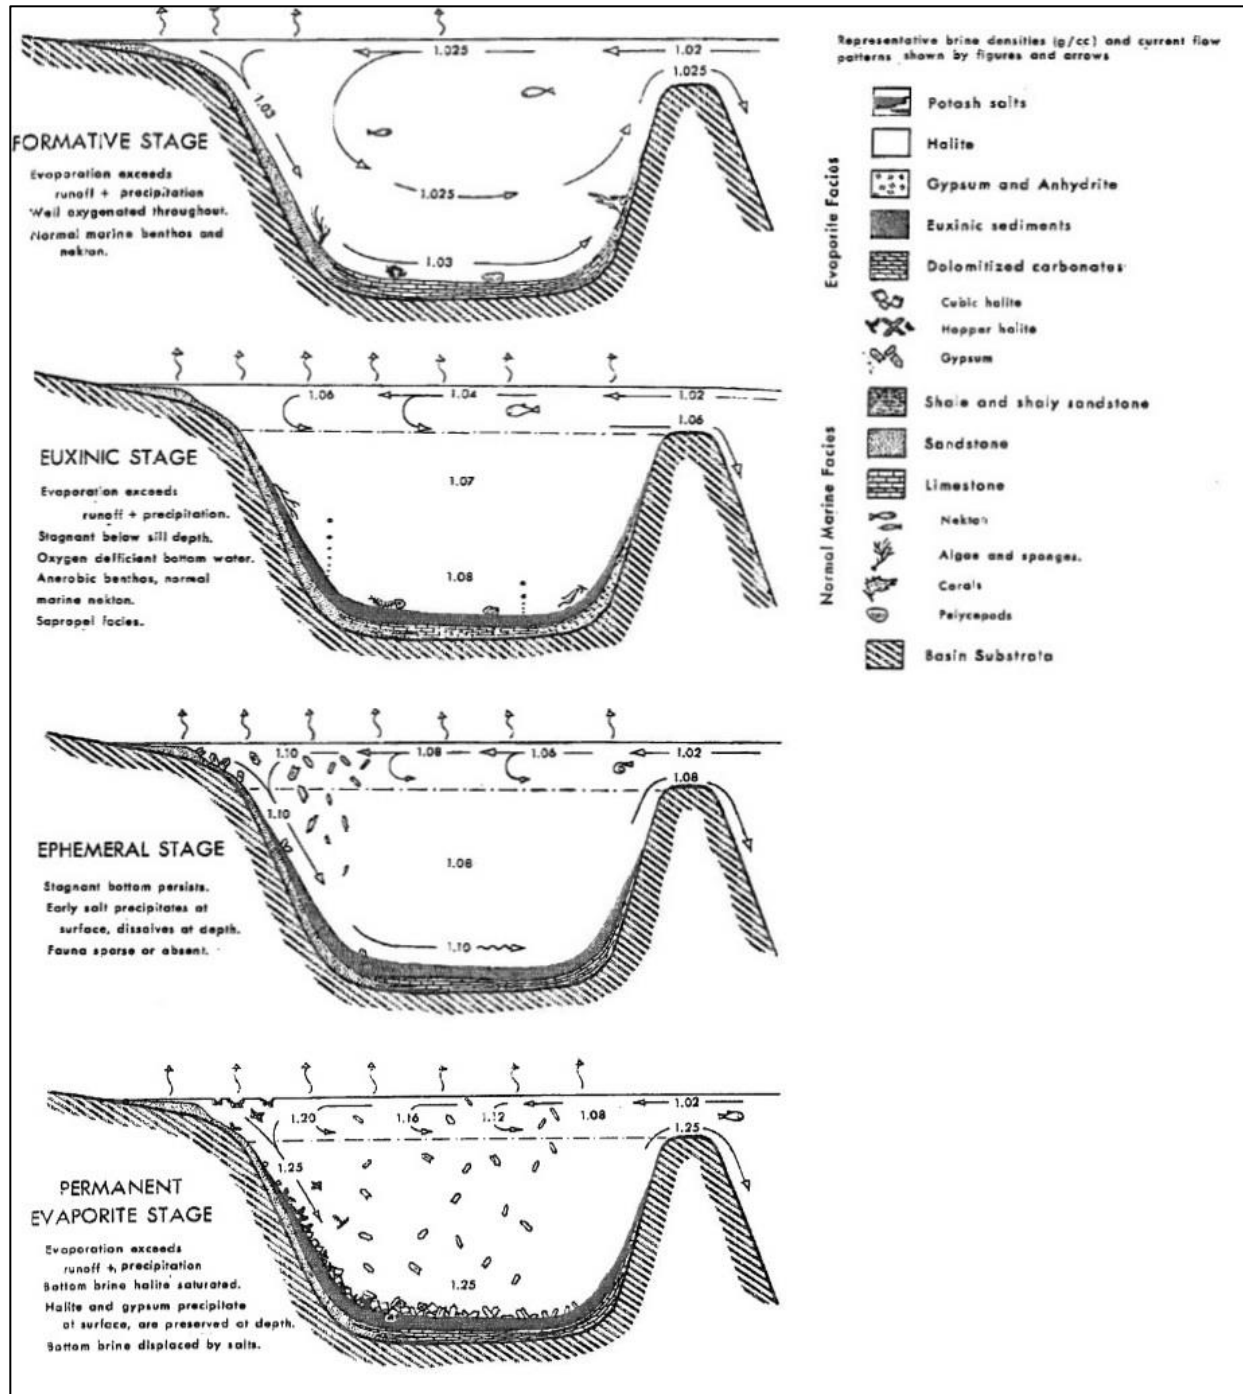 1.025
1.02
1.025
1.03
1.025
1.03
FORMATIVE STAGE
Evaporation exceeds
runoff + precipitation
Well oxygenated throughout.
Normal marine benthos and
nekton.
Representative brine densities (g/cc) and current flow
patterns shown by figures and arrows
Evaporite Facies
Potash salts
Halite
Gypsum and Anhydrite
Euxinic sediments
Dolomitized carbonates
Cubic halite
Hopper halite
Gypsum
Normal Marine Facies
Shale and shaly sandstone
Sandstone
Limestone
Nekton
Algae and sponges.
Corals
Pelycepods
Basin Substrata
1.06
1.04
1.02
1.06
1.07
1.08
EUXINIC STAGE
Evaporation exceeds
runoff + precipitation.
Stagnant below sill depth.
Oxygen defficient bottom water.
Anerobic benthos, normal
marine nekton.
Sapropel facies.
1.10
1.08
1.06
1.02
1.08
1.10
1.08
1.10
EPHEMERAL STAGE
Stagnant bottom persists.
Early salt precipitates at
surface, dissolves at depth.
Fauna sparse or absent.
1.20
1.16
1.12
1.08
1.02
1.25
1.25
1.25
PERMANENT
EVAPORITE STAGE
Evaporation exceeds
runoff + precipitation
Bottom brine halite saturated.
Halite and gypsum precipitate
at surface, are preserved at depth.
Bottom brine displaced by salts.